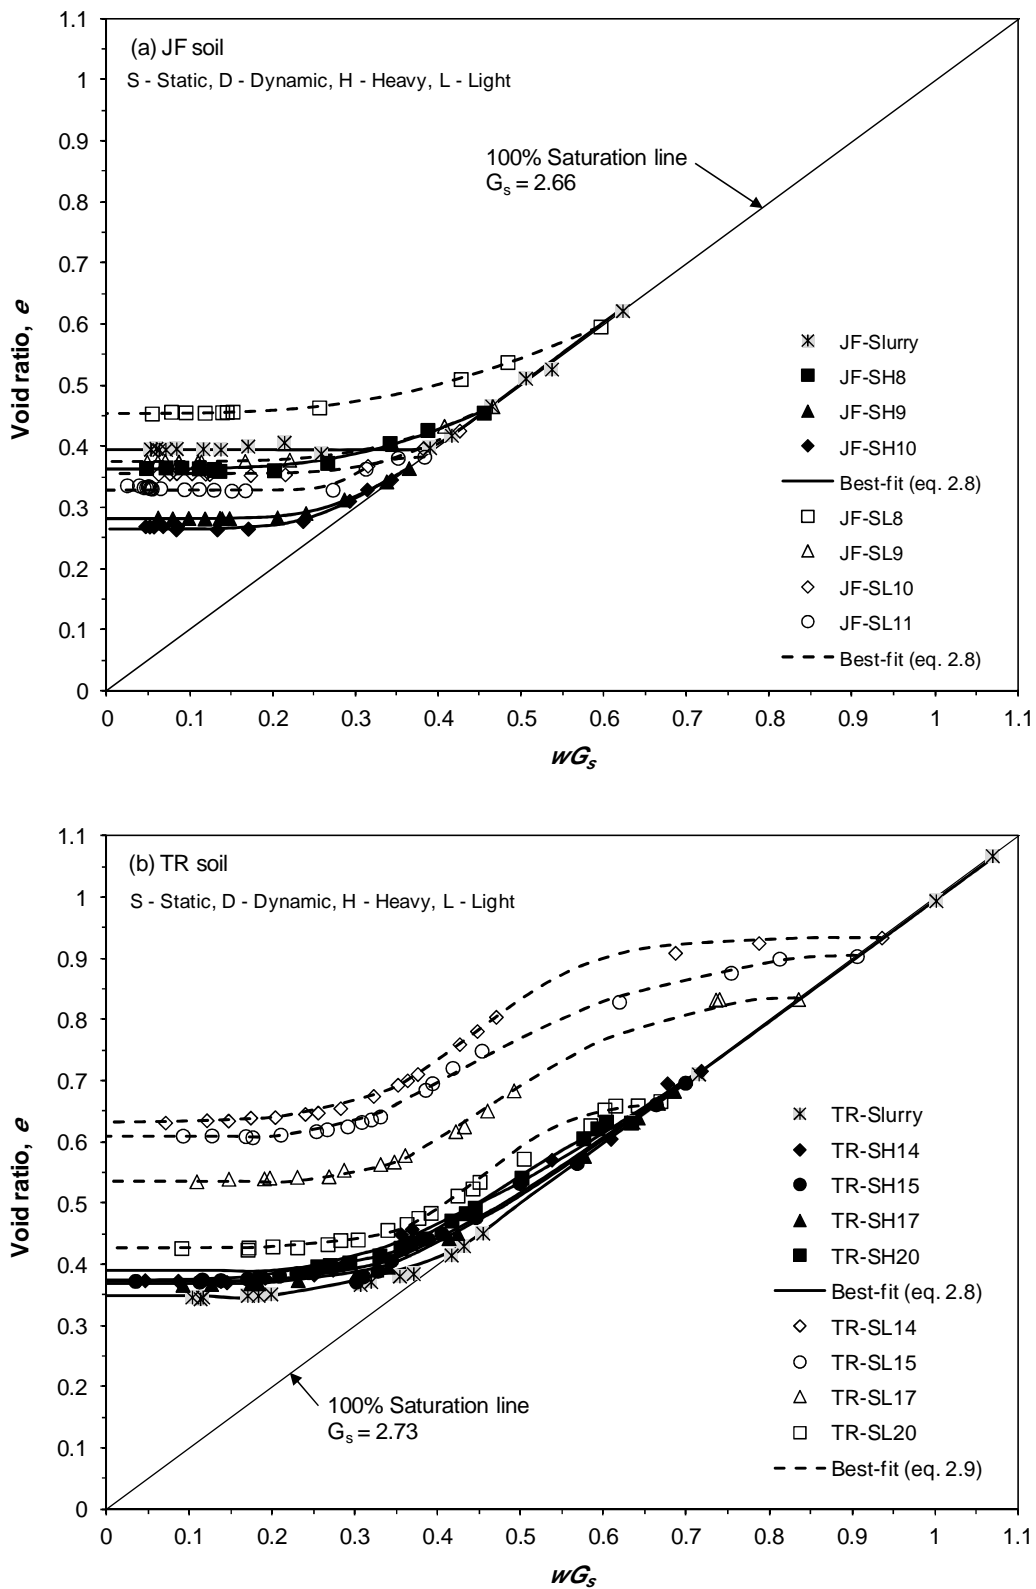 (a) JF soil
S - Static, D - Dynamic, H - Heavy, L - Light
100% Saturation line
Gs = 2.66
Void ratio, e
1.1
1
0.9
0.8
0.7
0.6
0.5
0.4
0.3
0.2
0.1
0
JF-Slurry
JF-SH8
JF-SH9
JF-SH10
Best-fit (eq. 2.8)
JF-SL8
JF-SL9
JF-SL10
JF-SL11
Best-fit (eq. 2.8)
0 0.1 0.2 0.3 0.4 0.5 0.6 0.7 0.8 0.9 1 1.1
wGs
(b) TR soil
S - Static, D - Dynamic, H - Heavy, L - Light
Void ratio, e
1.1
1
0.9
0.8
0.7
0.6
0.5
0.4
0.3
0.2
0.1
0
100% Saturation line
Gs = 2.73
TR-Slurry
TR-SH14
TR-SH15
TR-SH17
TR-SH20
Best-fit (eq. 2.8)
TR-SL14
TR-SL15
TR-SL17
TR-SL20
Best-fit (eq. 2.9)
0 0.1 0.2 0.3 0.4 0.5 0.6 0.7 0.8 0.9 1 1.1
wGs